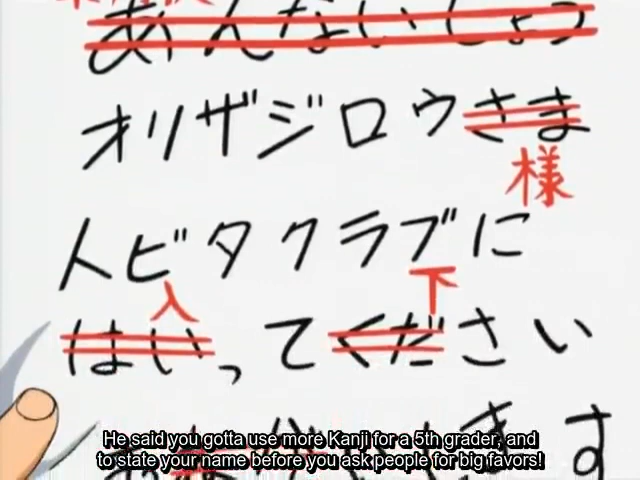 あんないしょう
オリザジロウさま
様
人ビタクラブに
入 下
はいってください
He said you gotta use more Kanji for a 5th grader, and
to state your name before you ask people for big favors!